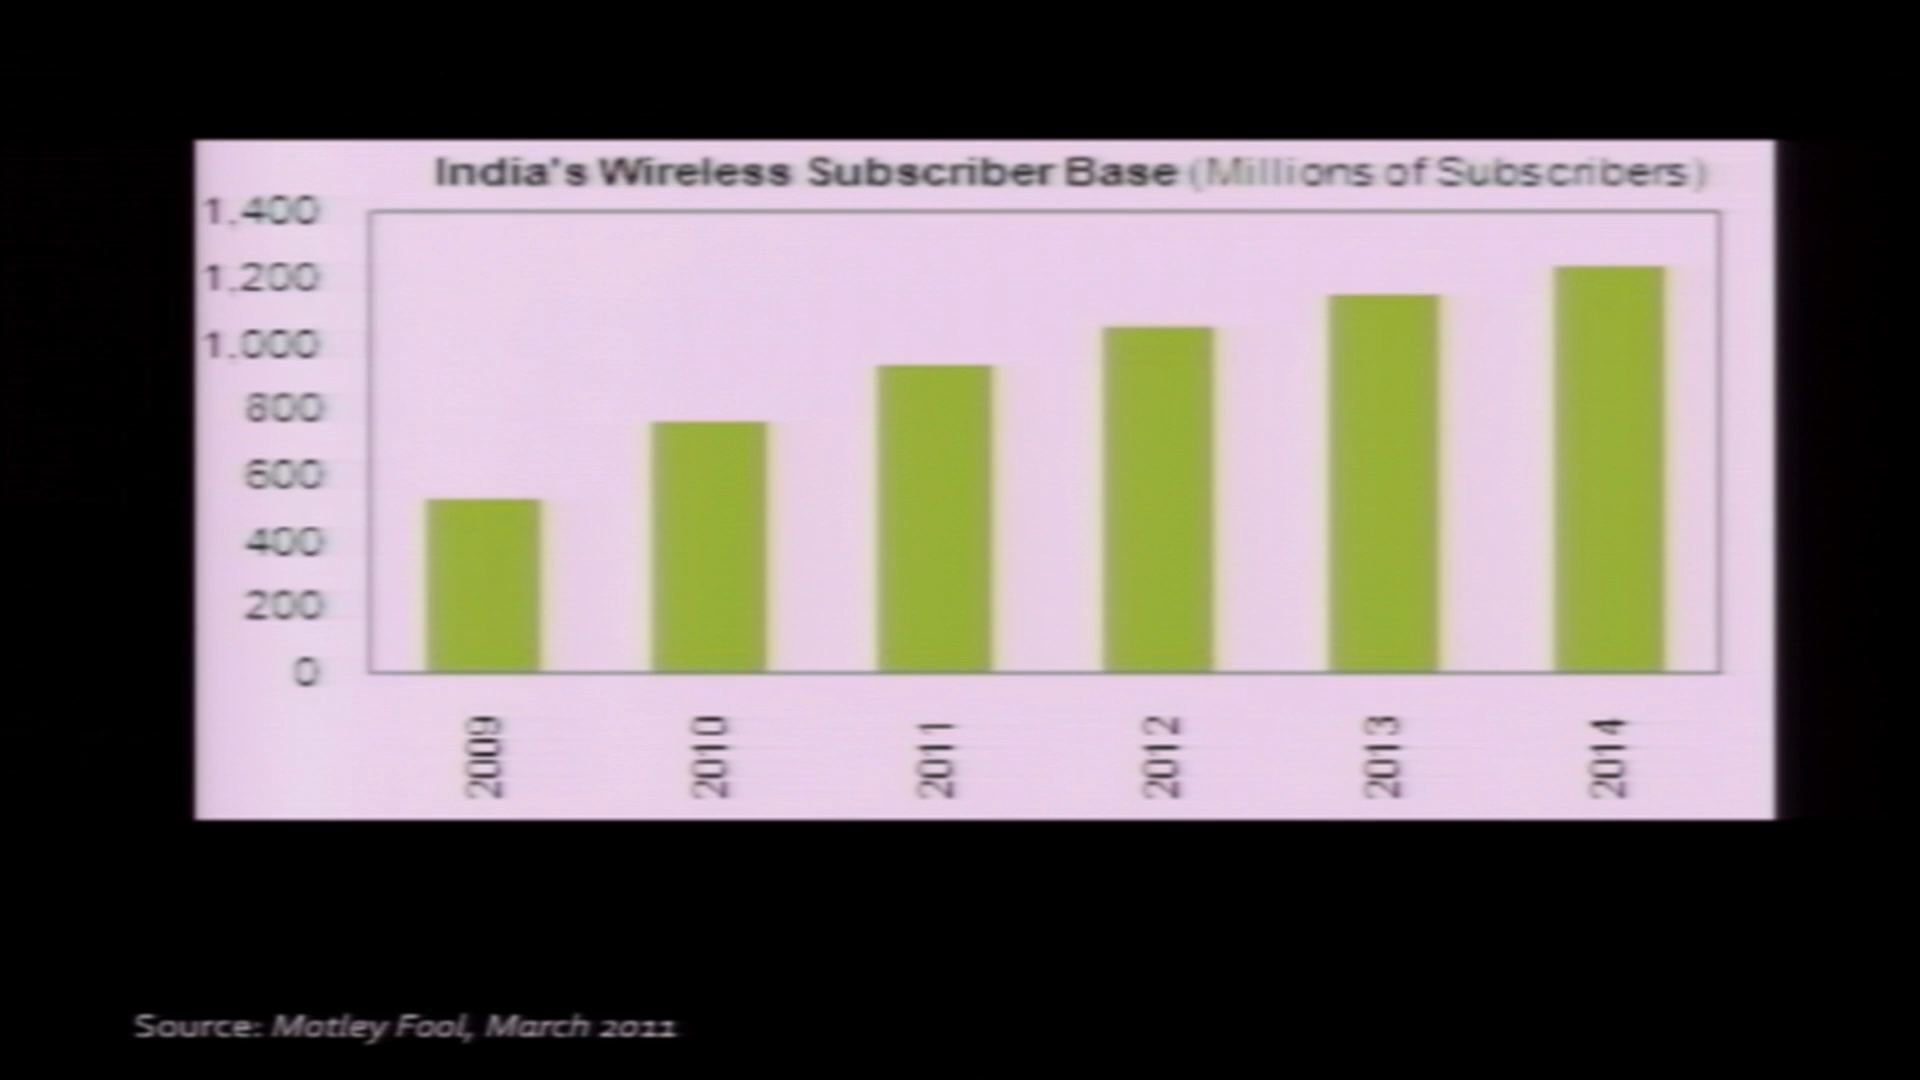 India's Wireless Subscriber Base (Millions of Subscribers)
1,400
1,200
1,000
800
600
400
200
0
2009 2010 2011 2012 2013 2014
Source: Motley Fool, March 2011